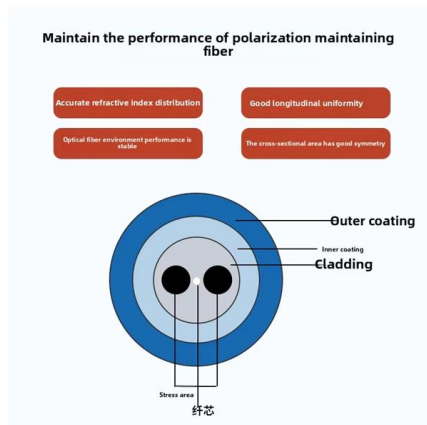 Maintain the performance of polarization maintaining
fiber
Accurate refractive index distribution
Good longitudinal uniformity
Optical fiber environment performance is
stable
The cross-sectional area has good symmetry
Outer coating
Inner coating
Cladding
Stress area
纤芯